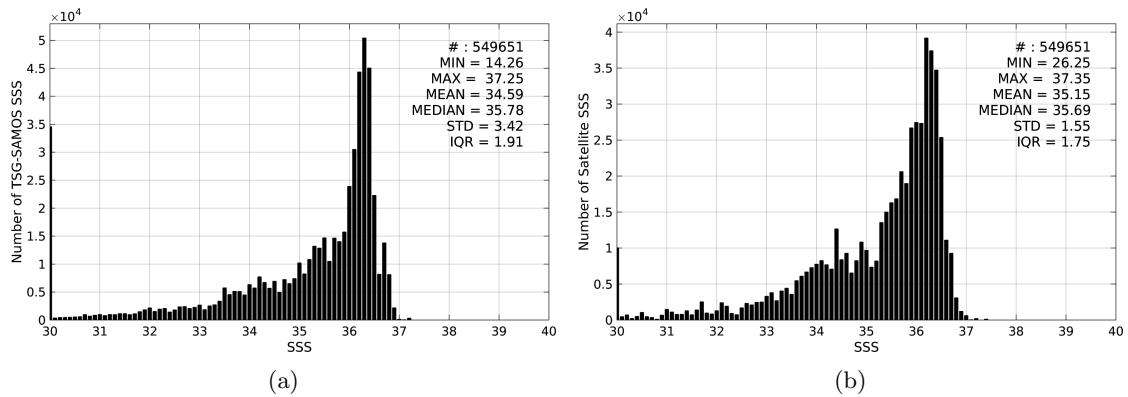 ×10⁴
5
4.5
4
3.5
3
2.5
2
1.5
1
0.5
0
Number of TSG-SAMOS SSS
# : 549651
MIN = 14.26
MAX = 37.25
MEAN = 34.59
MEDIAN = 35.78
STD = 3.42
IQR = 1.91
30 31 32 33 34 35 36 37 38 39 40
SSS
(a)
×10⁴
4
3.5
3
2.5
2
1.5
1
0.5
0
Number of Satellite SSS
# : 549651
MIN = 26.25
MAX = 37.35
MEAN = 35.15
MEDIAN = 35.69
STD = 1.55
IQR = 1.75
30 31 32 33 34 35 36 37 38 39 40
SSS
(b)